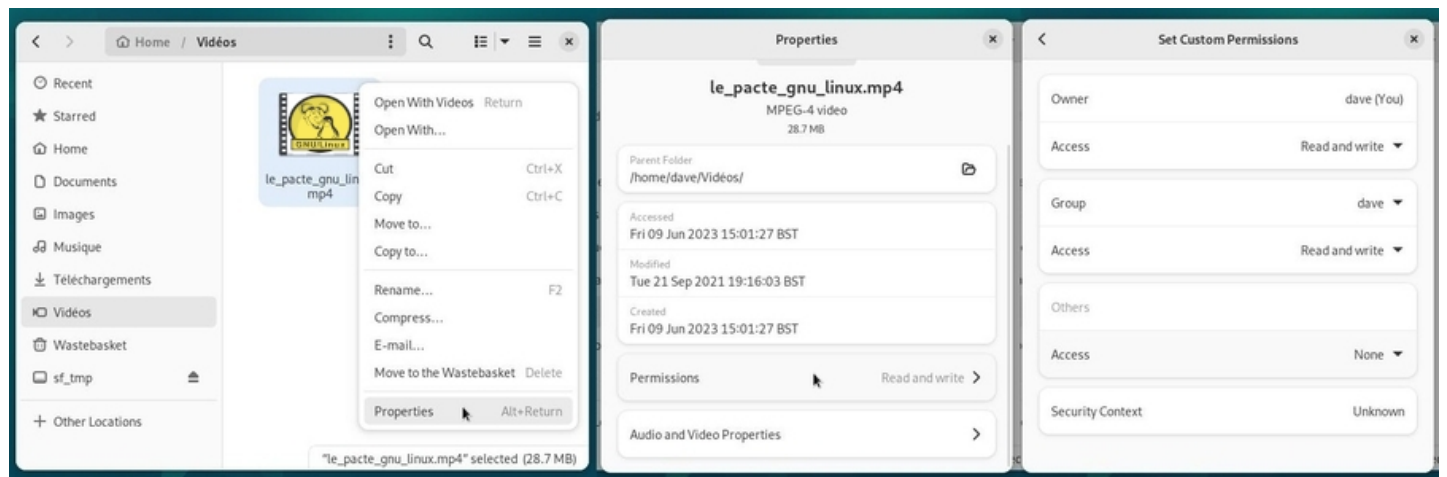 Home / Vidéos
Recent
Starred
Home
Documents
Images
Musique
Téléchargements
Vidéos
Wastebasket
sf_tmp
Other Locations
GNU/Linux
le_pacte_gnu_lin
mp4
Open With Videos Return
Open With...
Cut Ctrl+X
Copy Ctrl+C
Move to...
Copy to...
Rename... F2
Compress...
E-mail...
Move to the Wastebasket Delete
Properties Alt+Return
"le_pacte_gnu_linux.mp4" selected (28.7 MB)
Properties
le_pacte_gnu_linux.mp4
MPEG-4 video
28.7 MB
Parent Folder
/home/dave/Vidéos/
Accessed
Fri 09 Jun 2023 15:01:27 BST
Modified
Tue 21 Sep 2021 19:16:03 BST
Created
Fri 09 Jun 2023 15:01:27 BST
Permissions Read and write
Audio and Video Properties
Set Custom Permissions
Owner dave (You)
Access Read and write
Group dave
Access Read and write
Others
Access None
Security Context Unknown